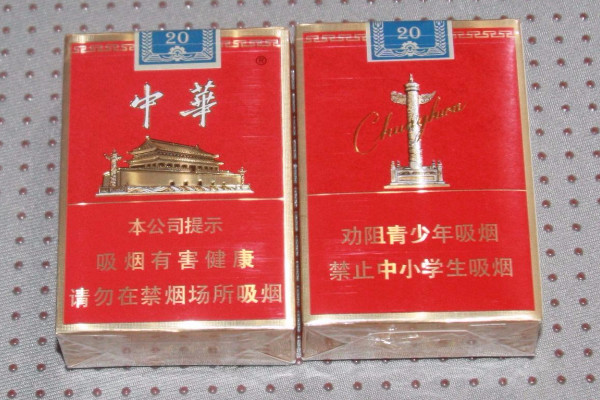 20
中華
®
本公司提示
吸烟有害健康
请勿在禁烟场所吸烟
20
Chunghwa
劝阻青少年吸烟
禁止中小学生吸烟